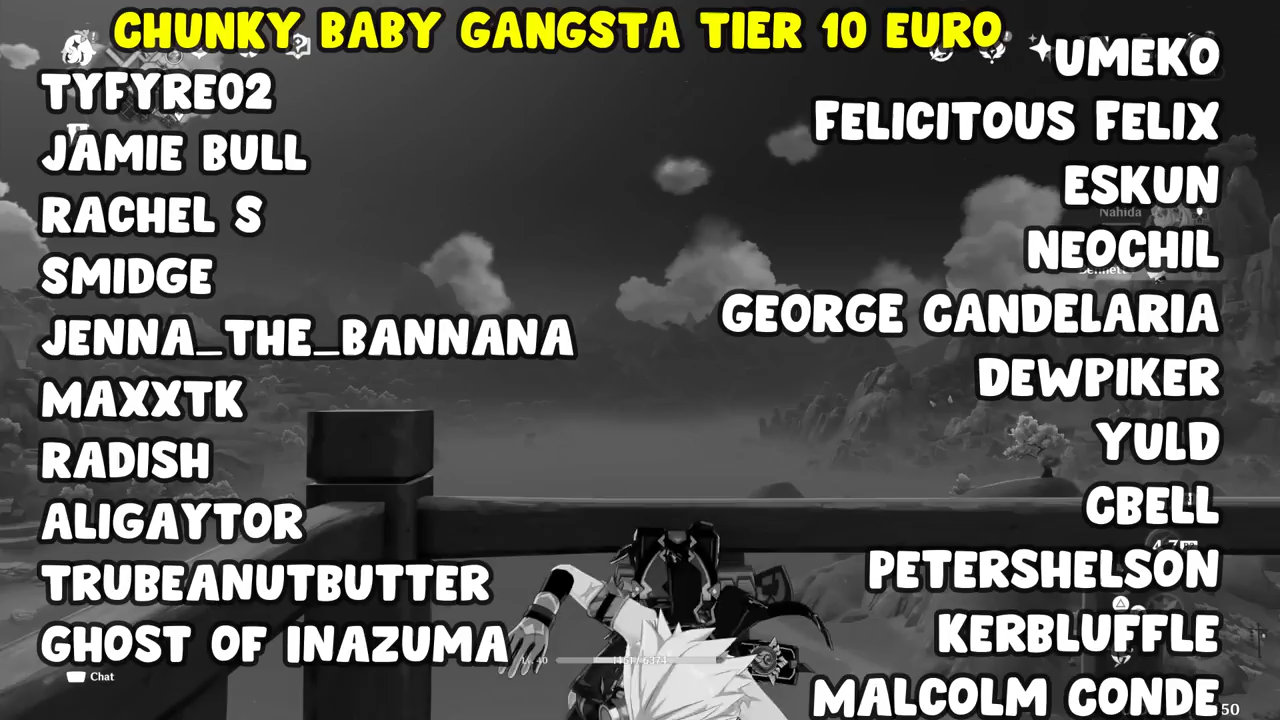 CHUNKY BABY GANGSTA TIER 10 EURO
TYFYRE02
JAMIE BULL
RACHEL S
SMIDGE
JENNA_THE_BANNANA
MAXXTK
RADISH
ALIGAYTOR
TRUBEANUTBUTTER
GHOST OF INAZUMA
Chat
UMEKO
FELICITOUS FELIX
ESKUN
Nahida
NEOCHIL
Bennett
GEORGE CANDELARIA
DEWPIKER
YULD
CBELL
PETERSHELSON
KERBLUFFLE
MALCOLM CONDE
50